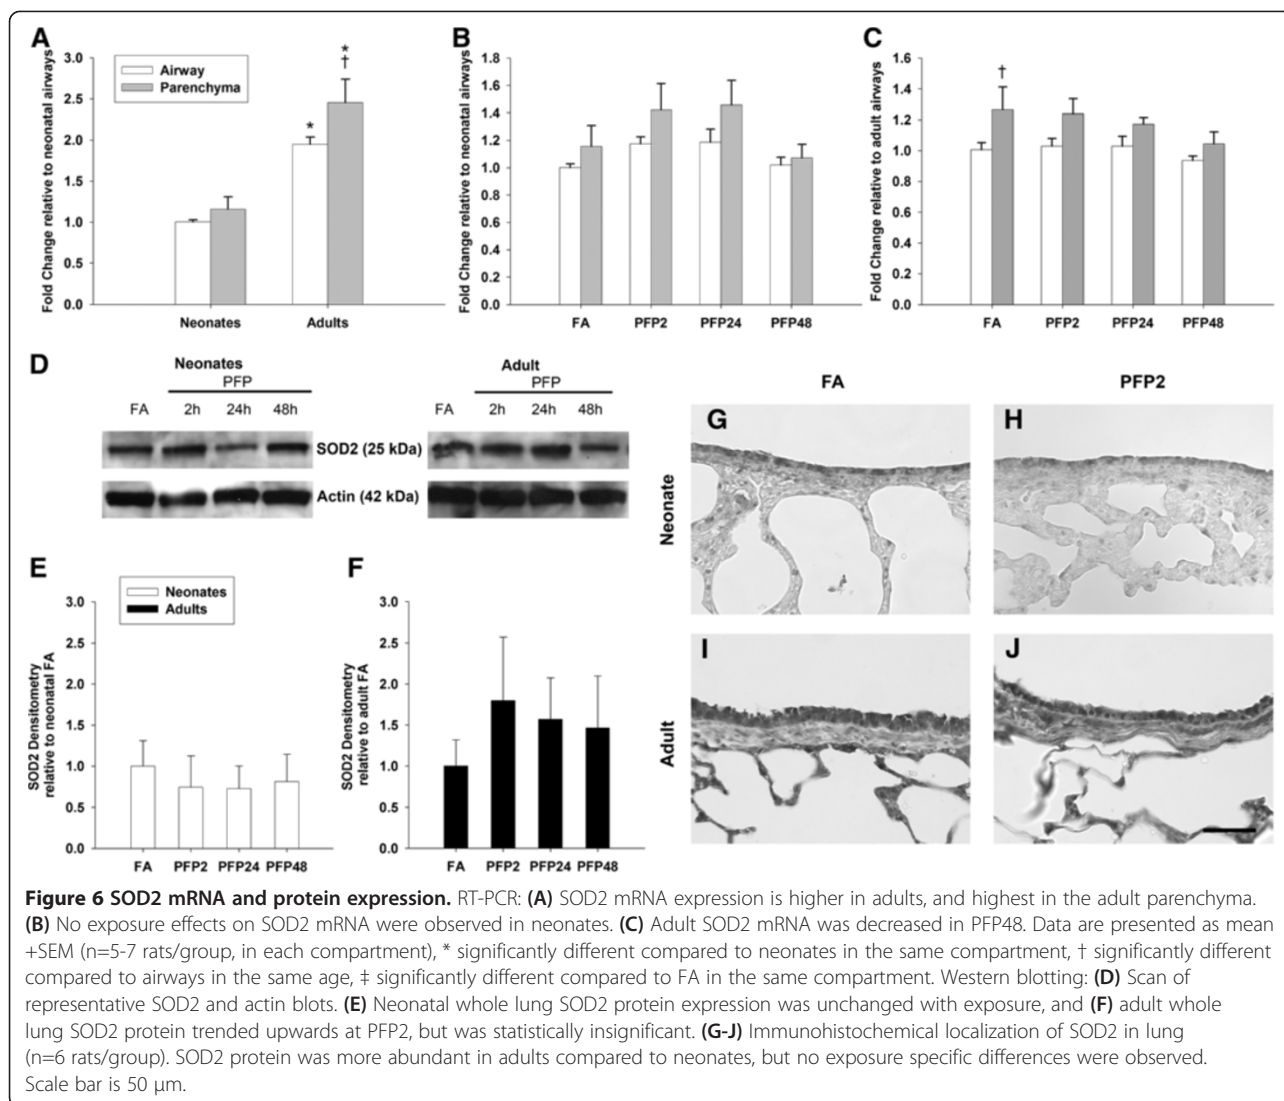 A
Fold Change relative to neonatal airways
3.0
2.5
2.0
1.5
1.0
0.5
0.0
Airway
Parenchyma
*
*
†
Neonates
Adults
B
Fold Change relative to neonatal airways
1.8
1.6
1.4
1.2
1.0
0.8
0.6
0.4
0.2
0.0
FA
PFP2
PFP24
PFP48
C
Fold Change relative to adult airways
1.6
1.4
1.2
1.0
0.8
0.6
0.4
0.2
0.0
†
FA
PFP2
PFP24
PFP48
D
Neonates
PFP
FA 2h 24h 48h
SOD2 (25 kDa)
Actin (42 kDa)
Adult
PFP
FA 2h 24h 48h
E
Neonates
Adults
SOD2 Densitometry
relative to neonatal FA
3.0
2.5
2.0
1.5
1.0
0.5
0.0
FA
PFP2
PFP24
PFP48
F
SOD2 Densitometry
relative to adult FA
3.0
2.5
2.0
1.5
1.0
0.5
0.0
FA
PFP2
PFP24
PFP48
FA
PFP2
Neonate
G
H
Adult
I
J
Figure 6 SOD2 mRNA and protein expression. RT-PCR: (A) SOD2 mRNA expression is higher in adults, and highest in the adult parenchyma.
(B) No exposure effects on SOD2 mRNA were observed in neonates. (C) Adult SOD2 mRNA was decreased in PFP48. Data are presented as mean
+SEM (n=5-7 rats/group, in each compartment), * significantly different compared to neonates in the same compartment, † significantly different
compared to airways in the same age, ‡ significantly different compared to FA in the same compartment. Western blotting: (D) Scan of
representative SOD2 and actin blots. (E) Neonatal whole lung SOD2 protein expression was unchanged with exposure, and (F) adult whole
lung SOD2 protein trended upwards at PFP2, but was statistically insignificant. (G-J) Immunohistochemical localization of SOD2 in lung
(n=6 rats/group). SOD2 protein was more abundant in adults compared to neonates, but no exposure specific differences were observed.
Scale bar is 50 μm.